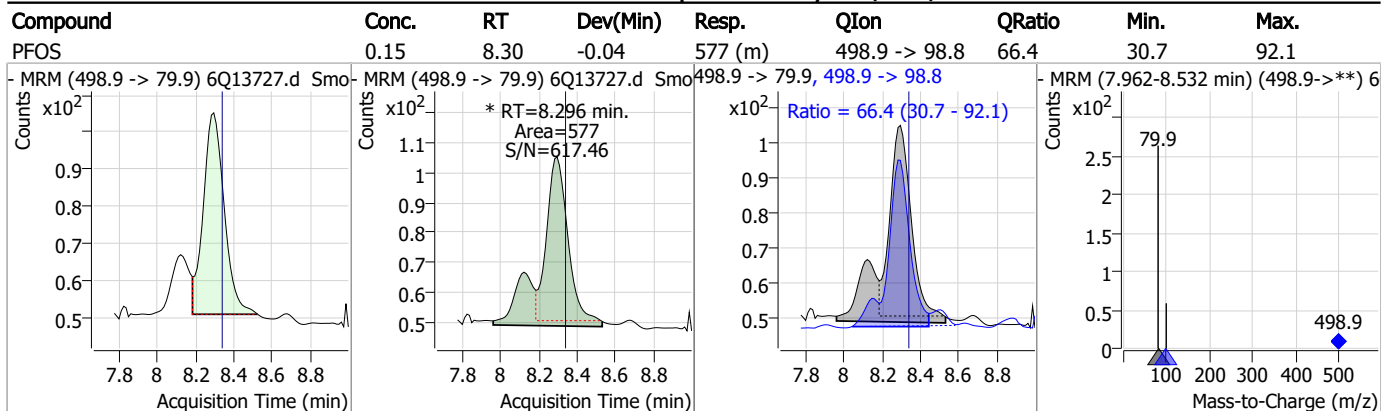 Compound Conc. RT Dev(Min) Resp. QIon QRatio Min. Max.
PFOS 0.15 8.30 -0.04 577 (m) 498.9 -> 98.8 66.4 30.7 92.1
- MRM (498.9 -> 79.9) 6Q13727.d Smo
Counts
x10²
0.9
0.8
0.7
0.6
0.5
7.8 8 8.2 8.4 8.6 8.8
Acquisition Time (min)
- MRM (498.9 -> 79.9) 6Q13727.d Smo
Counts
x10²
* RT=8.296 min.
Area=577
S/N=617.46
1.1
1
0.9
0.8
0.7
0.6
0.5
7.8 8 8.2 8.4 8.6 8.8
Acquisition Time (min)
498.9 -> 79.9, 498.9 -> 98.8
Counts
x10²
Ratio = 66.4 (30.7 - 92.1)
1
0.9
0.8
0.7
0.6
0.5
7.8 8 8.2 8.4 8.6 8.8
Acquisition Time (min)
- MRM (7.962-8.532 min) (498.9->**) 6
Counts
x10²
79.9
2.5
2
1.5
1
0.5
0
498.9
100 200 300 400 500
Mass-to-Charge (m/z)